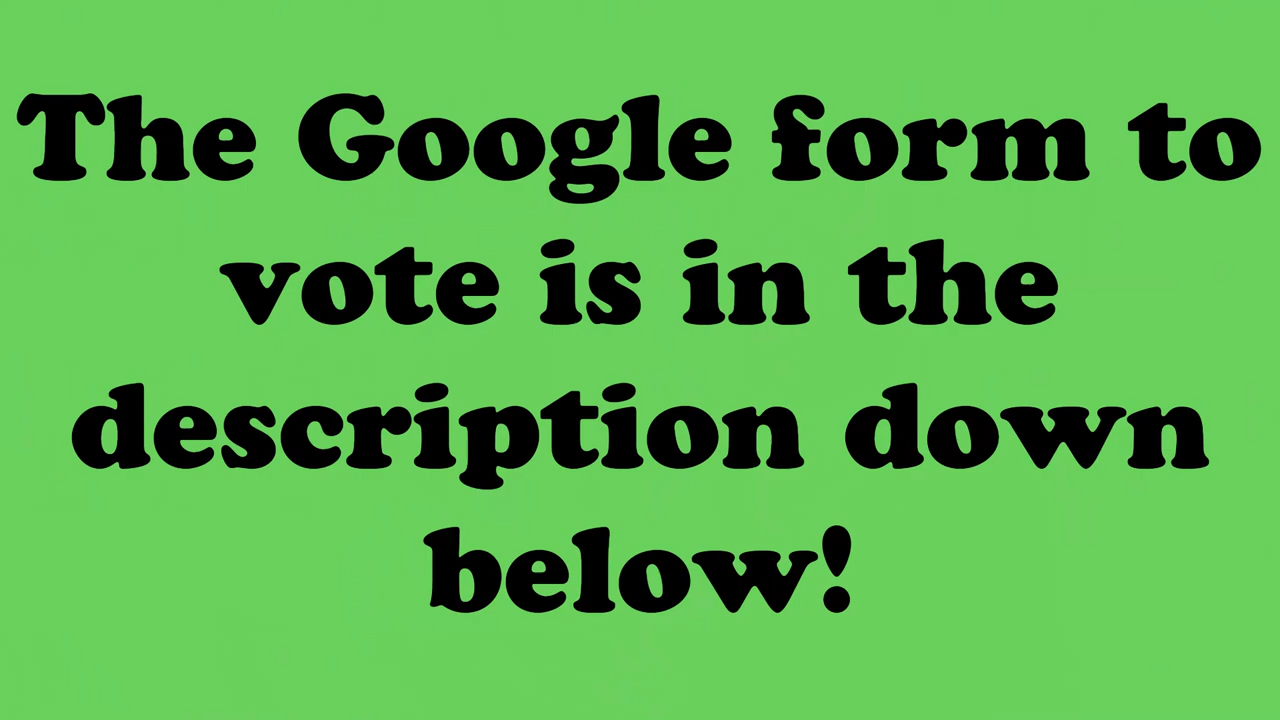 The Google form to
vote is in the
description down
below!